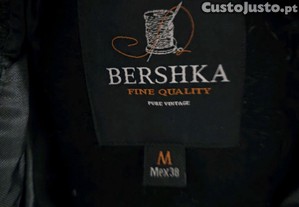 CustoJusto.pt
BERSHKA
FINE QUALITY
PURE VINTAGE
M
Mex38